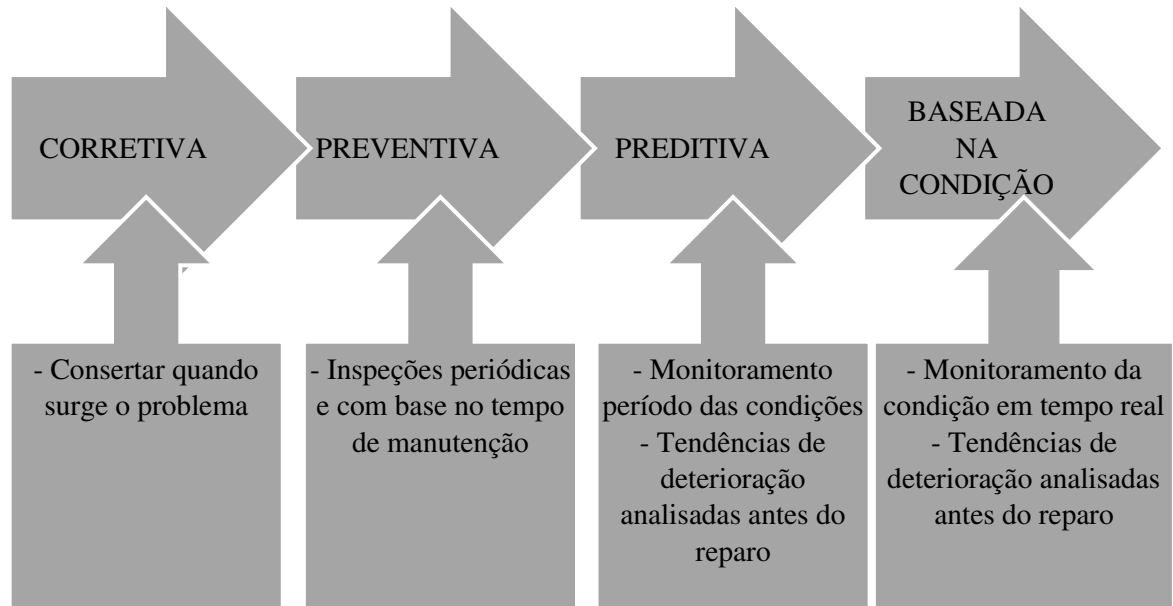 CORRETIVA
PREVENTIVA
PREDITIVA
BASEADA
NA
CONDIÇÃO
- Consertar quando
surge o problema
- Inspeções periódicas
e com base no tempo
de manutenção
- Monitoramento
período das condições
- Tendências de
deterioração
analisadas antes do
reparo
- Monitoramento da
condição em tempo real
- Tendências de
deterioração analisadas
antes do reparo